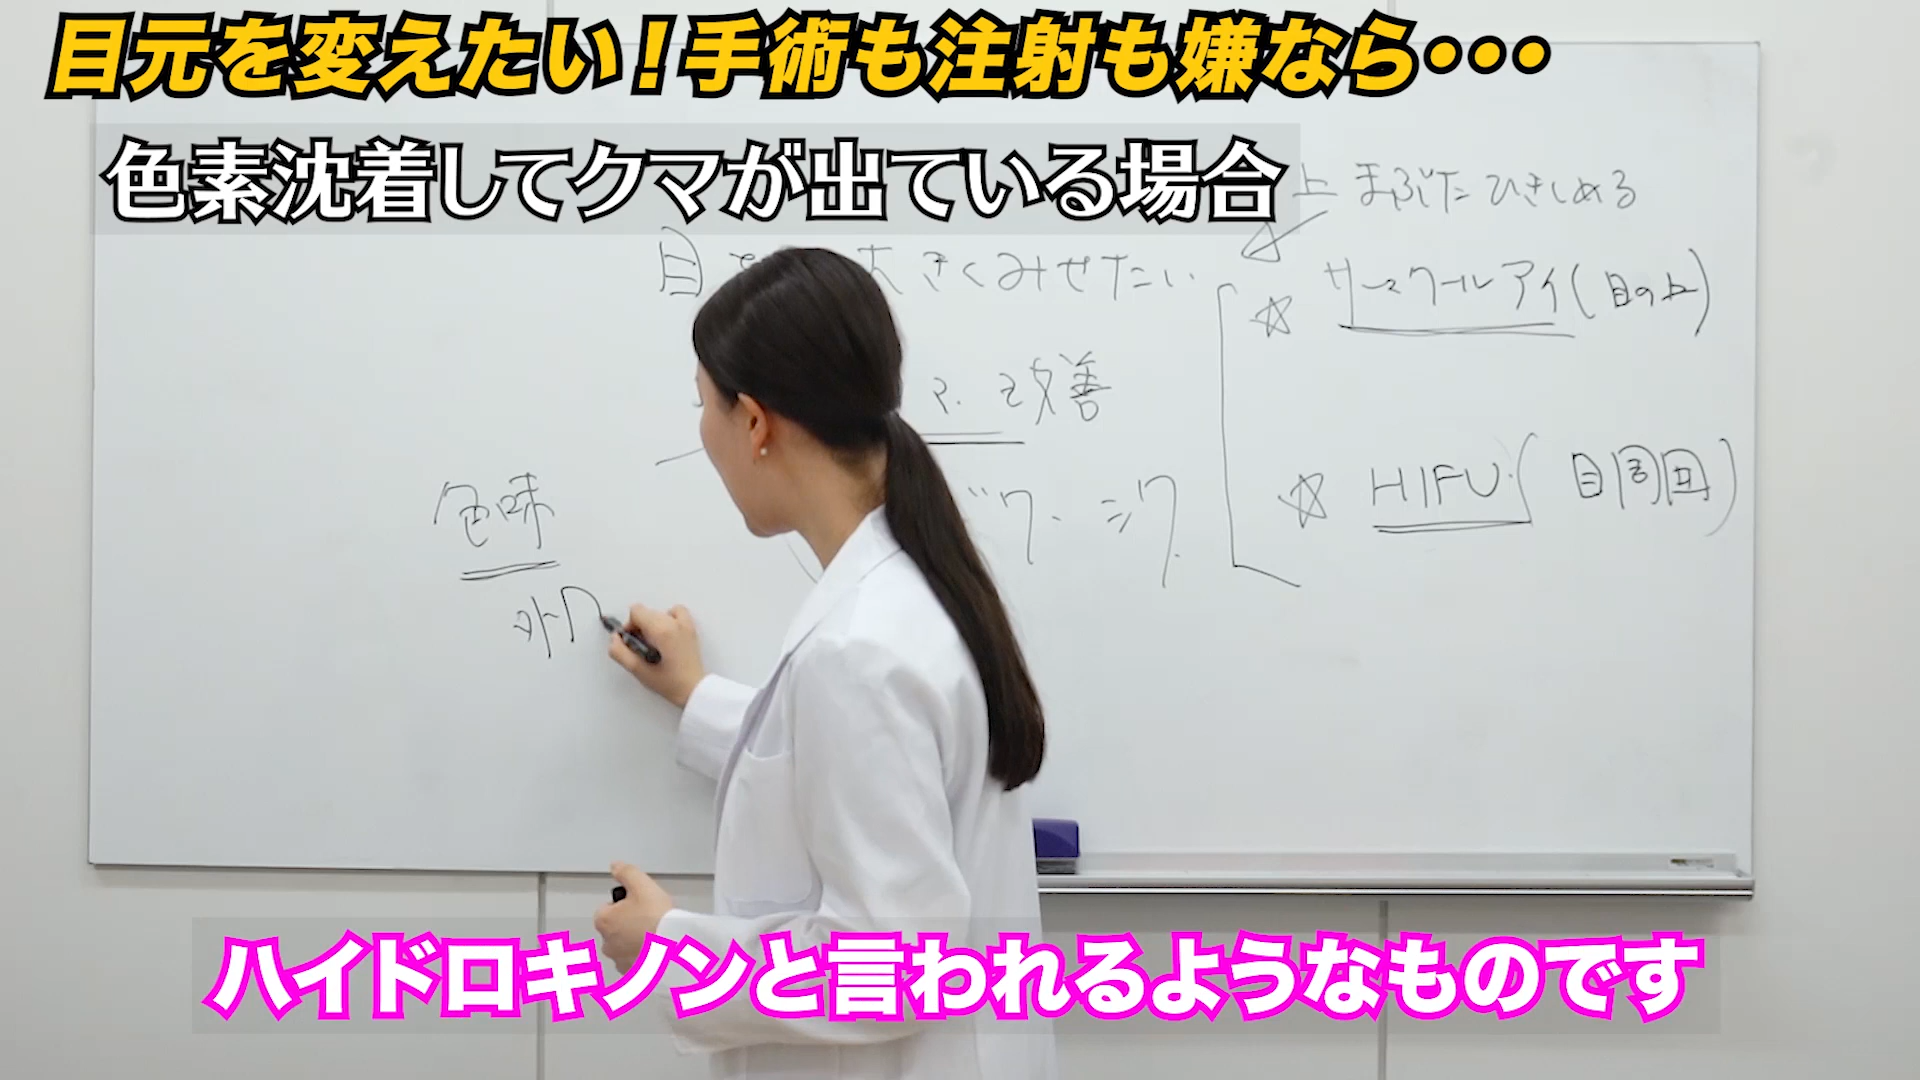 目元を変えたい！手術も注射も嫌なら・・・
色素沈着してクマが出ている場合
上まぶたひきしめる
大きくみせたい
目
☆ サーマクールアイ(目の上)
改善
☆ HIFU(目周囲)
色味
外
ハイドロキノンと言われるようなものです